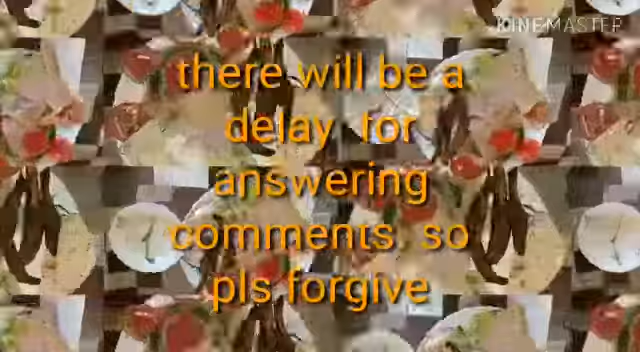 KINEMASTER
there will be a
delay for
answering
comments. so
pls forgive